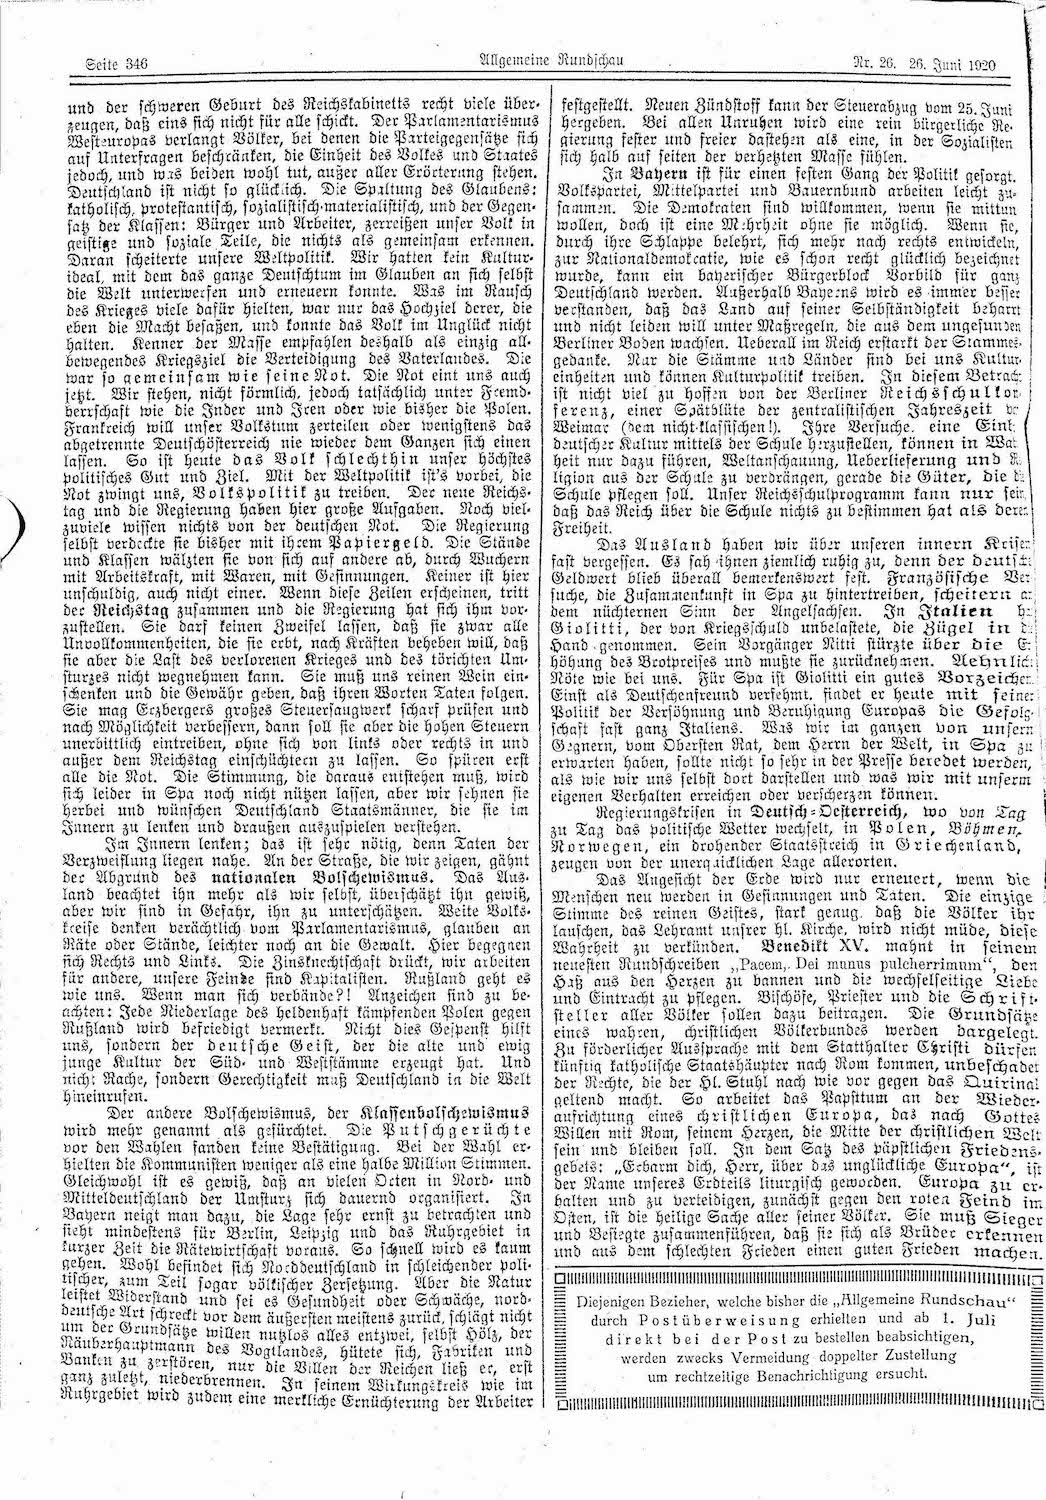 Seite 346
Allgemeine Rundschau
Nr. 26. 26. Juni 1920
und der schweren Geburt des Reichskabinetts recht viele über-
zeugen, daß eins sich nicht für alle schickt. Der Parlamentarismus
Westeuropas verlangt Völker, bei denen die Parteigegensätze sich
auf Unterfragen beschränken, die Einheit des Volkes und Staates
jedoch, und was beiden wohl tut, außer aller Erörterung stehen.
Deutschland ist nicht so glücklich. Die Spaltung des Glaubens:
katholisch, protestantisch, sozialistisch-materialistisch, und der Gegen-
satz der Klassen: Bürger und Arbeiter, zerreißen unser Volk in
geistige und soziale Teile, die nichts als gemeinsam erkennen.
Daran scheiterte unsere Weltpolitik. Wir hatten kein Kultur-
ideal, mit dem das ganze Deutschtum im Glauben an sich selbst
die Welt unterwerfen und erneuern konnte. Was im Rausch
des Krieges viele dafür hielten, war nur das Hochziel derer, die
eben die Macht besaßen, und konnte das Volk im Unglück nicht
halten. Kenner der Masse empfahlen deshalb als einzig all-
bewegendes Kriegsziel die Verteidigung des Vaterlandes. Die
war so gemeinsam wie seine Not. Die Not eint uns auch
jetzt. Wir stehen, nicht förmlich, jedoch tatsächlich unter Fremd-
herrschaft wie die Inder und Iren oder wie bisher die Polen.
Frankreich will unser Volkstum zerteilen oder wenigstens das
abgetrennte Deutschösterreich nie wieder dem Ganzen sich einen
lassen. So ist heute das Volk schlechthin unser höchstes
politisches Gut und Ziel. Mit der Weltpolitik ist's vorbei, die
Not zwingt uns, Volkspolitik zu treiben. Der neue Reichs-
tag und die Regierung haben hier große Aufgaben. Noch viel-
zuviele wissen nichts von der deutschen Not. Die Regierung
selbst verdeckte sie bisher mit ihrem Papiergeld. Die Stände
und Klassen wälzten sie von sich auf andere ab, durch Wuchern
mit Arbeitskraft, mit Waren, mit Gesinnungen. Keiner ist hier
unschuldig, auch nicht einer. Wenn diese Zeilen erscheinen, tritt
der Reichstag zusammen und die Regierung hat sich ihm vor-
zustellen. Sie darf keinen Zweifel lassen, daß sie zwar alle
Unvollkommenheiten, die sie erbt, nach Kräften beheben will, daß
sie aber die Last des verlorenen Krieges und des törichten Um-
sturzes nicht wegnehmen kann. Sie muß uns reinen Wein ein-
schenken und die Gewähr geben, daß ihren Worten Taten folgen.
Sie mag Erzbergers großes Steuersaugwerk scharf prüfen und
nach Möglichkeit verbessern, dann soll sie aber die hohen Steuern
unerbittlich eintreiben, ohne sich von links oder rechts in und
außer dem Reichstag einschüchtern zu lassen. So spüren erst
alle die Not. Die Stimmung, die daraus entstehen muß, wird
sich leider in Spa noch nicht nützen lassen, aber wir sehnen sie
herbei und wünschen Deutschland Staatsmänner, die sie im
Innern zu lenken und draußen auszuspielen verstehen.
Im Innern lenken; das ist sehr nötig, denn Taten der
Verzweiflung liegen nahe. An der Straße, die wir zeigen, gähnt
der Abgrund des nationalen Bolschewismus. Das Aus-
land beachtet ihn mehr als wir selbst, überschätzt ihn gewiß,
aber wir sind in Gefahr, ihn zu unterschätzen. Weite Volks-
kreise denken verächtlich vom Parlamentarismus, glauben an
Räte oder Stände, leichter noch an die Gewalt. Hier begegnen
sich Rechts und Links. Die Zinsknechtschaft drückt, wir arbeiten
für andere, unsere Feinde sind Kapitalisten. Rußland geht es
wie uns. Wenn man sich verbände?! Anzeichen sind zu be-
achten: Jede Niederlage des heldenhaft kämpfenden Polen gegen
Rußland wird befriedigt vermerkt. Nicht dies Gespenst hilft
uns, sondern der deutsche Geist, der die alte und ewig
junge Kultur der Süd- und Weststämme erzeugt hat. Und
nicht Rache, sondern Gerechtigkeit muß Deutschland in die Welt
hineinrufen.
Der andere Bolschewismus, der Klassenbolschewismus
wird mehr genannt als gefürchtet. Die Putschgerüchte
vor den Wahlen fanden keine Bestätigung. Bei der Wahl er-
hielten die Kommunisten weniger als eine halbe Million Stimmen.
Gleichwohl ist es gewiß, daß an vielen Orten in Nord- und
Mitteldeutschland der Umsturz sich dauernd organisiert. In
Bayern neigt man dazu, die Lage sehr ernst zu betrachten und
sieht mindestens für Berlin, Leipzig und das Ruhrgebiet in
kurzer Zeit die Rätewirtschaft voraus. So schnell wird es kaum
gehen. Wohl befindet sich Norddeutschland in schleichender poli-
tischer, zum Teil sogar völkischer Zersetzung. Aber die Natur
leistet Widerstand und sei es Gesundheit oder Schwäche, nord-
deutsche Art schreckt vor dem äußersten meistens zurück, schlägt nicht
um der Grundsätze willen nutzlos alles entzwei, selbst Hölz, der
Räuberhauptmann des Vogtlandes, hütete sich, Fabriken und
Banken zu zerstören, nur die Villen der Reichen ließ er, erst
ganz zuletzt, niederbrennen. In seinem Wirkungskreis wie im
Ruhrgebiet wird zudem eine merkliche Ernüchterung der Arbeiter
festgestellt. Neuen Zündstoff kann der Steuerabzug vom 25. Juni
hergeben. Bei allen Unruhen wird eine rein bürgerliche Re-
gierung fester und freier dastehen als eine, in der Sozialisten
sich halb auf seiten der verhetzten Masse fühlen.
In Bayern ist für einen festen Gang der Politik gesorgt.
Volkspartei, Mittelpartei und Bauernbund arbeiten leicht zu-
sammen. Die Demokraten sind willkommen, wenn sie mittun
wollen, doch ist eine Mehrheit ohne sie möglich. Wenn sie,
durch ihre Schlappe belehrt, sich mehr nach rechts entwickeln,
zur Nationaldemokratie, wie es schon recht glücklich bezeichnet
wurde, kann ein bayerischer Bürgerblock Vorbild für ganz
Deutschland werden. Außerhalb Bayerns wird es immer besser
verstanden, daß das Land auf seiner Selbständigkeit beharrt
und nicht leiden will unter Maßregeln, die aus dem ungesunden
Berliner Boden wachsen. Ueberall im Reich erstarkt der Stammes-
gedanke. Nur die Stämme und Länder sind bei uns Kultur-
einheiten und können Kulturpolitik treiben. In diesem Betrach
ist nicht viel zu hoffen von der Berliner Reichsschulkon
ferenz, einer Spätblüte der zentralistischen Jahreszeit
Weimar (dem nicht-klassischen!). Ihre Versuche, eine Einh
deutscher Kultur mittels der Schule herzustellen, können in Wah
heit nur dazu führen, Weltanschauung, Ueberlieferung und R
ligion aus der Schule zu verdrängen, gerade die Güter, die
Schule pflegen soll. Unser Reichsschulprogramm kann nur sein
daß das Reich über die Schule nichts zu bestimmen hat als deren
Freiheit.
Das Ausland haben wir über unseren innern Krisen
fast vergessen. Es sah ihnen ziemlich ruhig zu, denn der deutsc
Geldwert blieb überall bemerkenswert fest. Französische Ver
suche, die Zusammenkunft in Spa zu hintertreiben, scheitern a
dem nüchternen Sinn der Angelsachsen. In Italien h
Giolitti, der von Kriegsschuld unbelastete, die Zügel in d
Hand genommen. Sein Vorgänger Nitti stürzte über die E
höhung des Brotpreises und mußte sie zurücknehmen. Aehnlic
Nöte wie bei uns. Für Spa ist Giolitti ein gutes Vorzeichen
Einst als Deutschenfreund verfehmt, findet er heute mit seiner
Politik der Versöhnung und Beruhigung Europas die Gefolg-
schaft fast ganz Italiens. Was wir im ganzen von unsern
Gegnern, vom Obersten Rat, dem Herrn der Welt, in Spa zu
erwarten haben, sollte nicht so sehr in der Presse beredet werden,
als wie wir uns selbst dort darstellen und was wir mit unserm
eigenen Verhalten erreichen oder verscherzen können.
Regierungskrisen in Deutsch-Oesterreich, wo von Tag
zu Tag das politische Wetter wechselt, in Polen, Böhmen,
Norwegen, ein drohender Staatsstreich in Griechenland,
zeugen von der unerquicklichen Lage allerorten.
Das Angesicht der Erde wird nur erneuert, wenn die
Menschen neu werden in Gesinnungen und Taten. Die einzige
Stimme des reinen Geistes, stark genug, daß die Völker ihr
lauschen, das Lehramt unsrer hl. Kirche, wird nicht müde, diese
Wahrheit zu verkünden. Benedikt XV. mahnt in seinem
neuesten Rundschreiben „Pacem, Dei munus pulcherrimum“, den
Haß aus den Herzen zu bannen und die wechselseitige Liebe
und Eintracht zu pflegen. Bischöfe, Priester und die Schrift-
steller aller Völker sollen dazu beitragen. Die Grundsätze
eines wahren, christlichen Völkerbundes werden dargelegt.
Zu förderlicher Aussprache mit dem Statthalter Christi dürfen
künftig katholische Staatshäupter nach Rom kommen, unbeschadet
der Rechte, die der Hl. Stuhl nach wie vor gegen das Quirinal
geltend macht. So arbeitet das Papsttum an der Wieder-
aufrichtung eines christlichen Europa, das nach Gottes
Willen mit Rom, seinem Herzen, die Mitte der christlichen Welt
sein und bleiben soll. In dem Satz des päpstlichen Friedens-
gebets: „Erbarm dich, Herr, über das unglückliche Europa“, ist
der Name unseres Erdteils liturgisch geworden. Europa zu er-
halten und zu verteidigen, zunächst gegen den roten Feind im
Osten, ist die heilige Sache aller seiner Völker. Sie muß Sieger
und Besiegte zusammenführen, daß sie sich als Brüder erkennen
und aus dem schlechten Frieden einen guten Frieden machen.
Diejenigen Bezieher, welche bisher die „Allgemeine Rundschau“
durch Postüberweisung erhielten und ab 1. Juli
direkt bei der Post zu bestellen beabsichtigen,
werden zwecks Vermeidung doppelter Zustellung
um rechtzeitige Benachrichtigung ersucht.